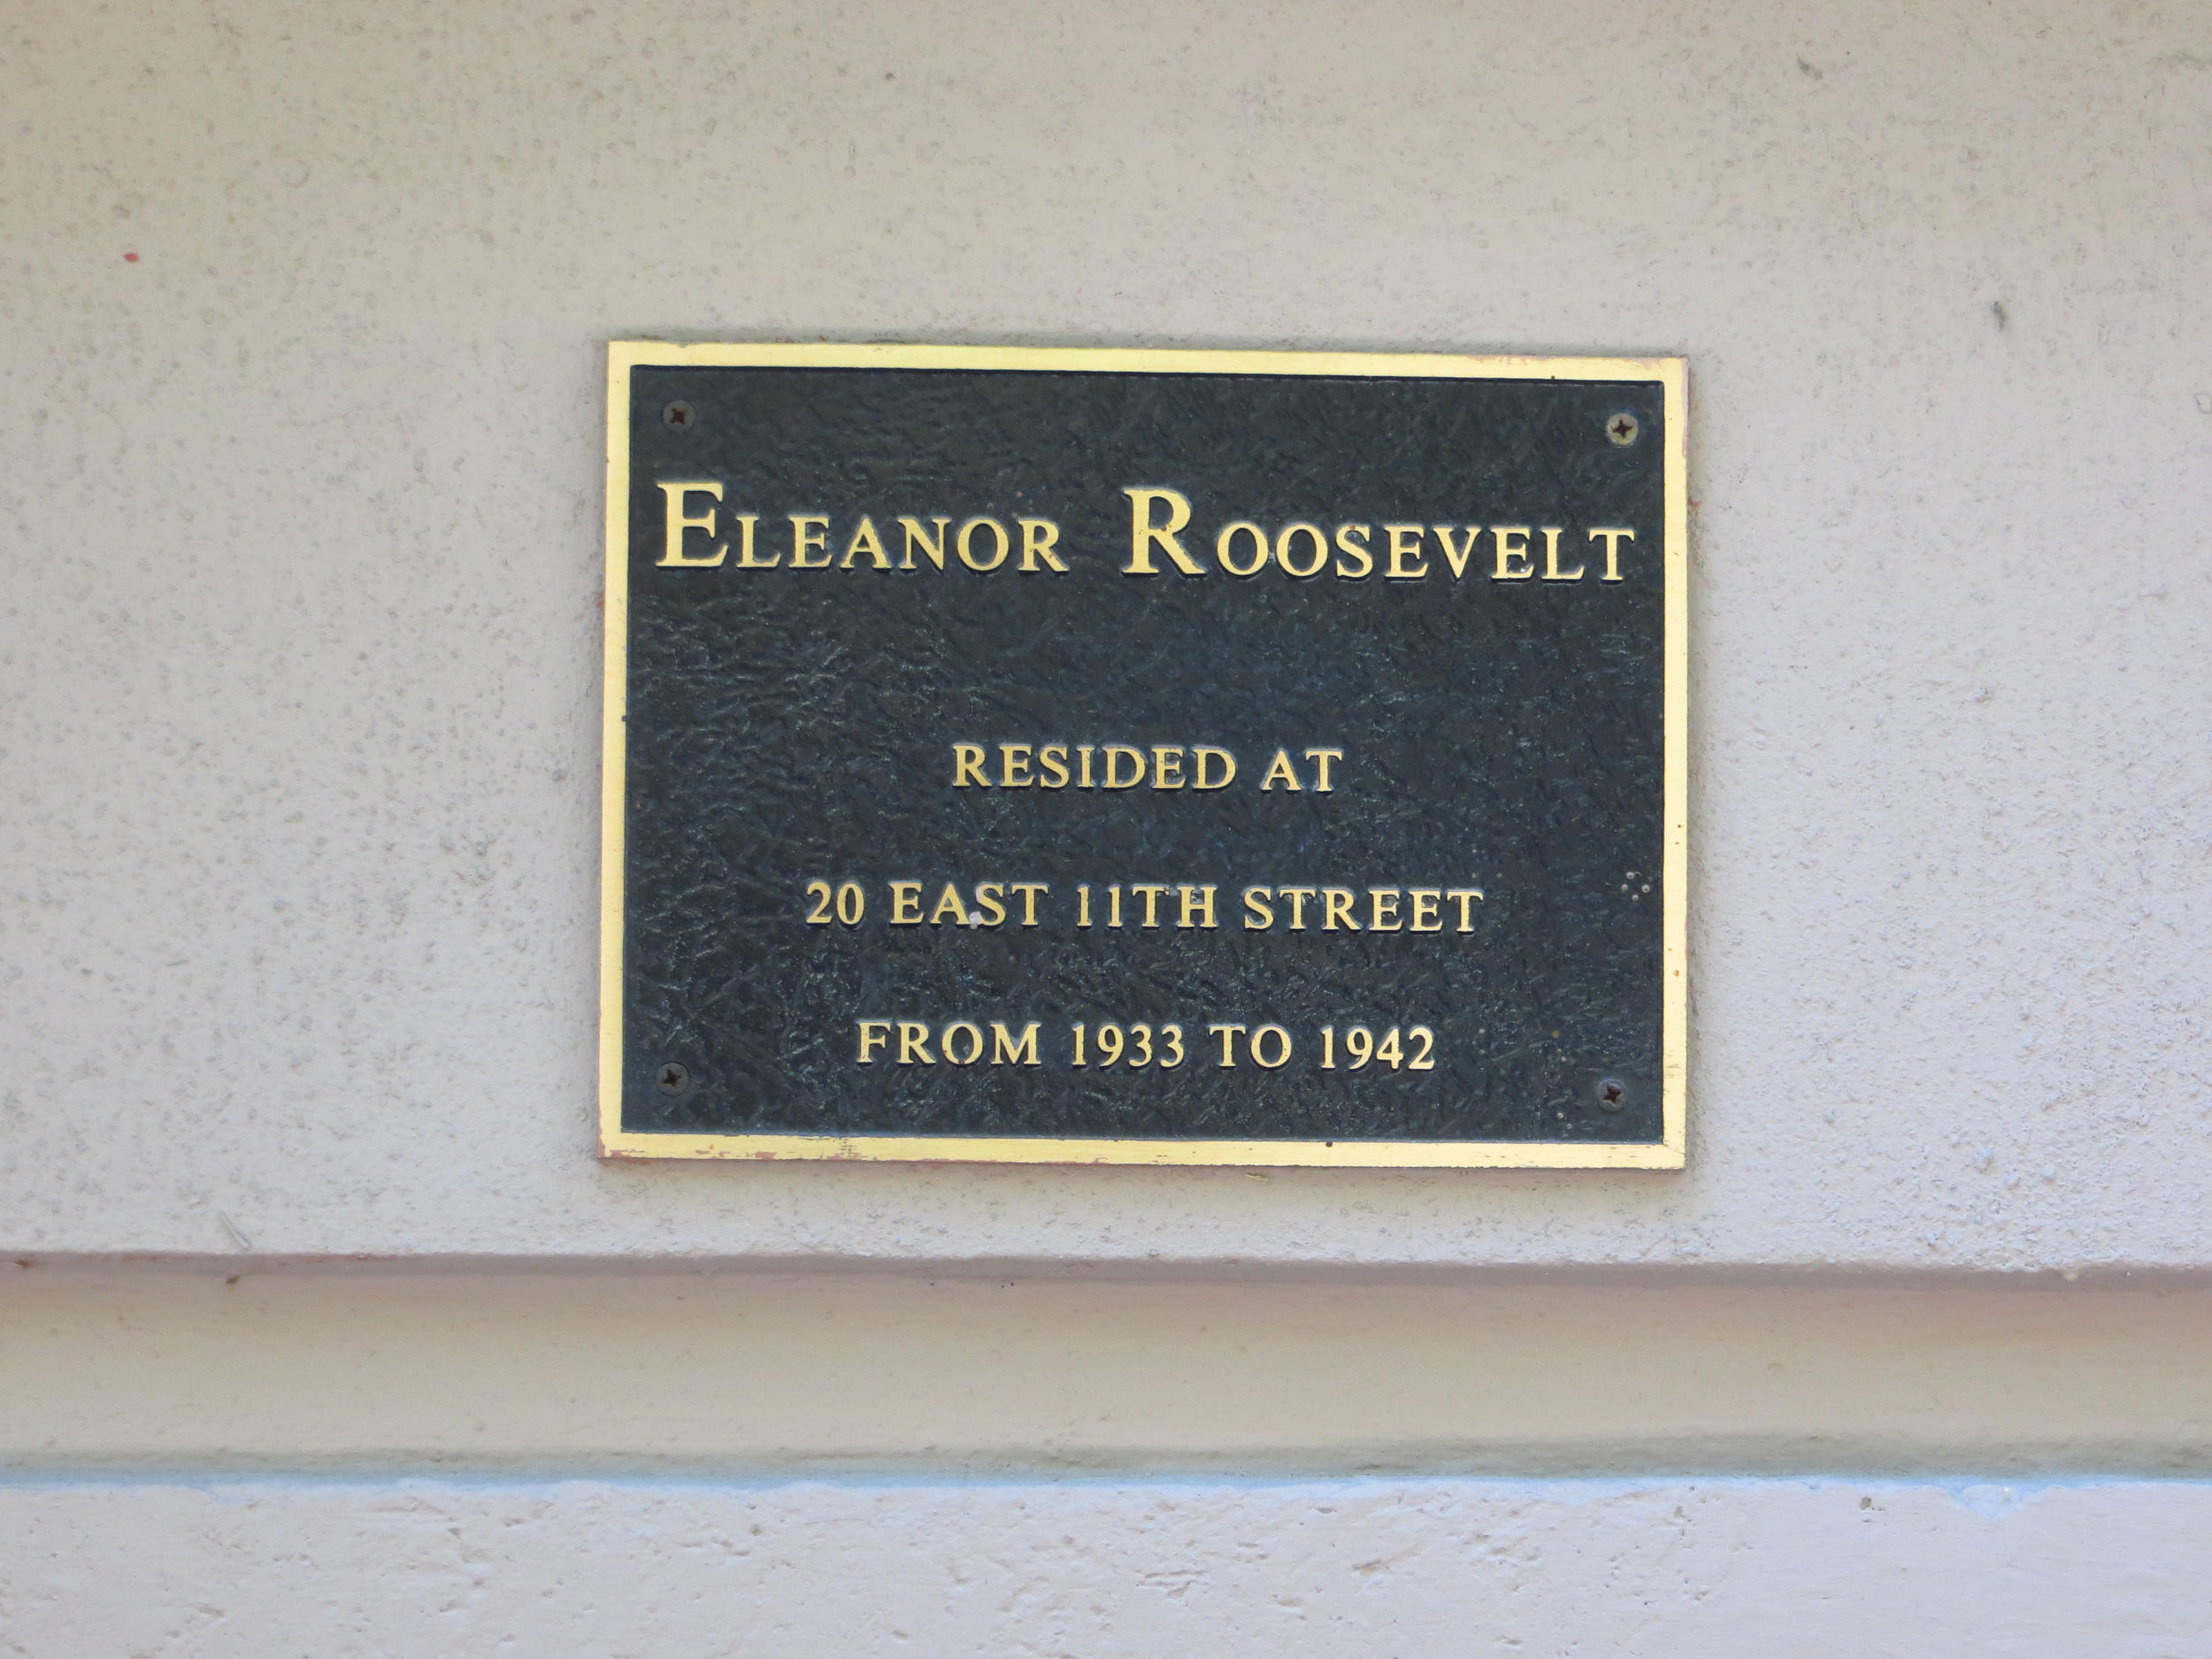 ELEANOR ROOSEVELT
RESIDED AT
20 EAST 11TH STREET
FROM 1933 TO 1942